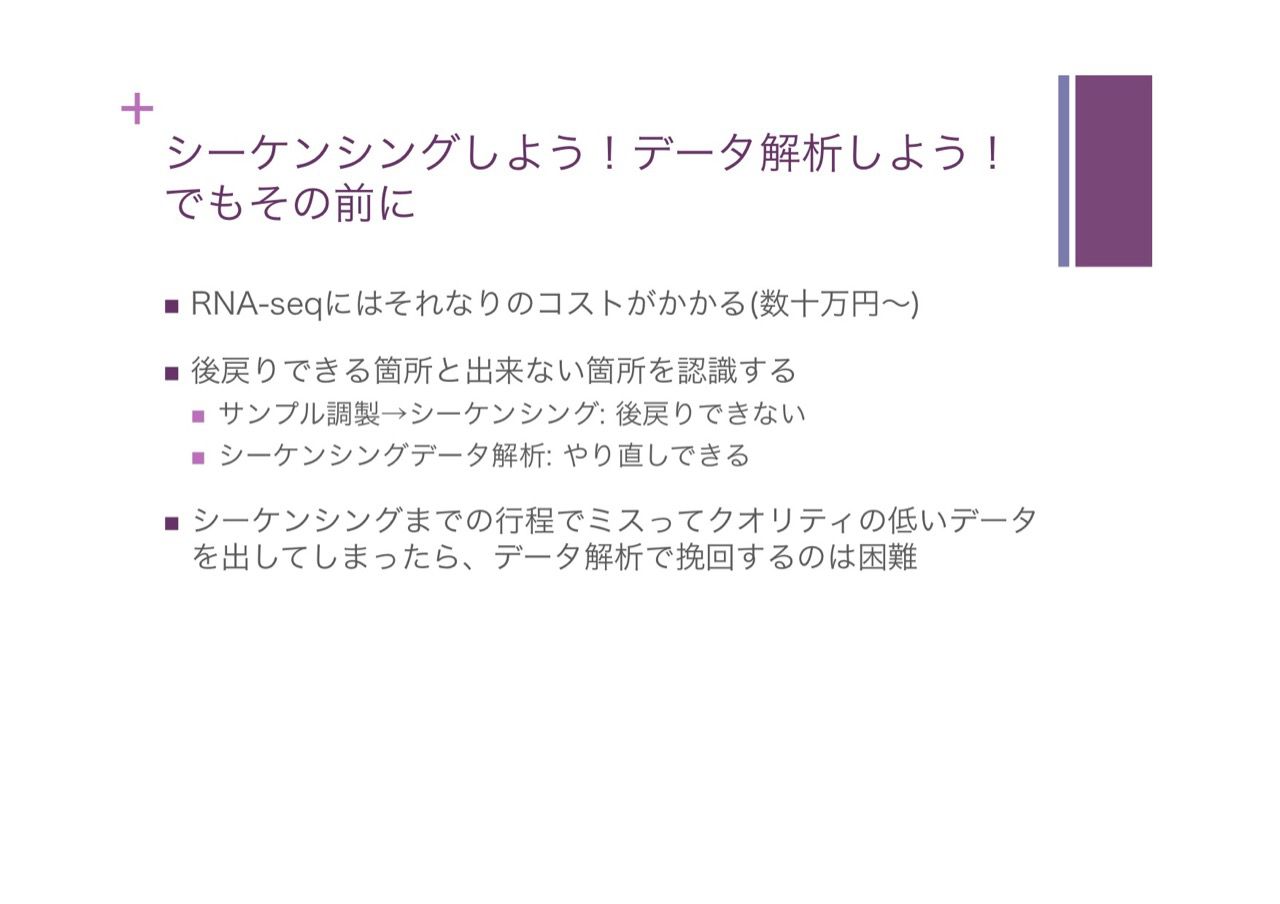 シーケンシングしよう！データ解析しよう！
でもその前に
■ RNA-seqにはそれなりのコストがかかる(数十万円〜)
■ 後戻りできる箇所と出来ない箇所を認識する
■ サンプル調製→シーケンシング: 後戻りできない
■ シーケンシングデータ解析: やり直しできる
■ シーケンシングまでの行程でミスってクオリティの低いデータ
を出してしまったら、データ解析で挽回するのは困難